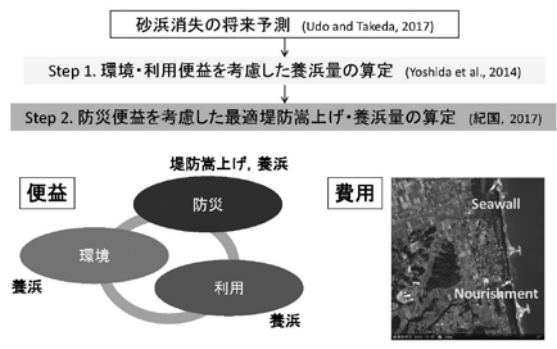 砂浜消失の将来予測 (Udo and Takeda, 2017)
Step 1. 環境・利用便益を考慮した養浜量の算定 (Yoshida et al., 2014)
Step 2. 防災便益を考慮した最適堤防嵩上げ・養浜量の算定 (紀国, 2017)
堤防嵩上げ, 養浜
便益
防災
環境
利用
養浜
養浜
費用
Seawall
Nourishment